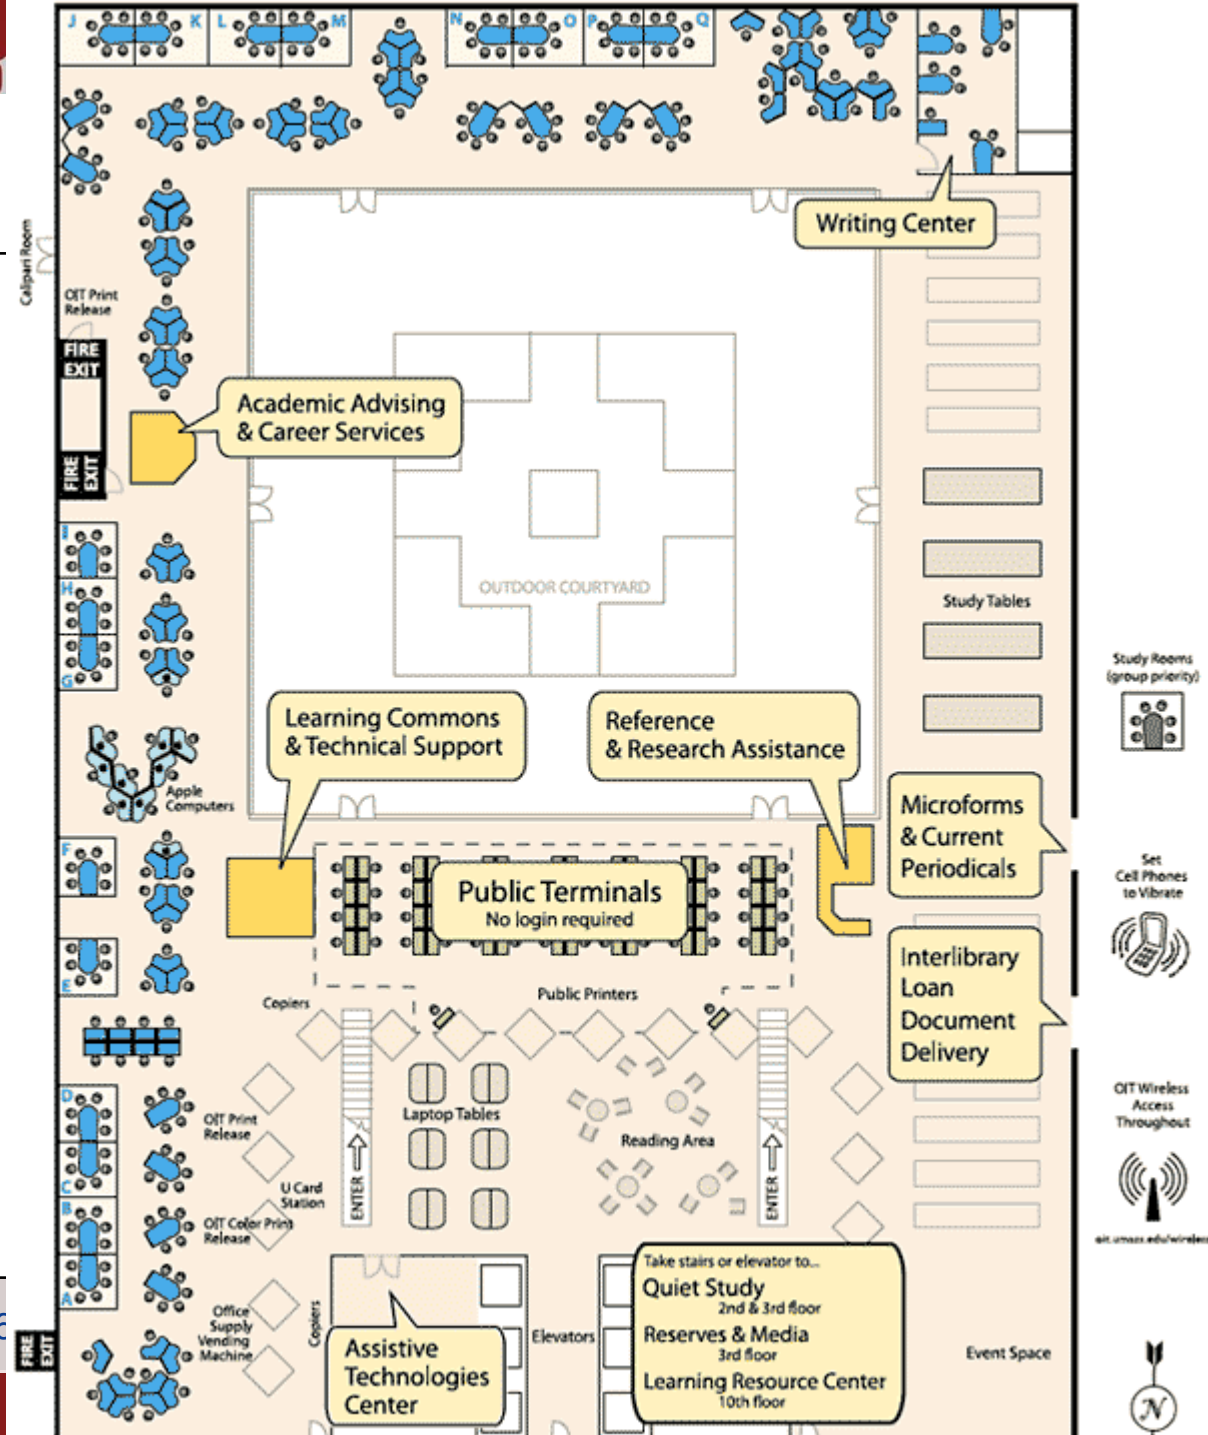 J
K
L
M
N
O
P
Q
Writing Center
Calipari Room
OIT Print
Release
FIRE
EXIT
Academic Advising
& Career Services
FIRE
EXIT
I
H
G
OUTDOOR COURTYARD
Study Tables
Study Rooms
(group priority)
Learning Commons
& Technical Support
Reference
& Research Assistance
Apple
Computers
Microforms
& Current
Periodicals
F
Public Terminals
No login required
Set
Cell Phones
to Vibrate
E
Interlibrary
Loan
Document
Delivery
Copiers
Public Printers
D
C
B
A
OIT Print
Release
Laptop Tables
Reading Area
ENTER
ENTER
U Card
Station
OIT Color Print
Release
OIT Wireless
Access
Throughout
oit.umass.edu/wireless
Office
Supply
Vending
Machine
Copiers
FIRE
EXIT
Assistive
Technologies
Center
Elevators
Take stairs or elevator to...
Quiet Study
2nd & 3rd floor
Reserves & Media
3rd floor
Learning Resource Center
10th floor
Event Space
N